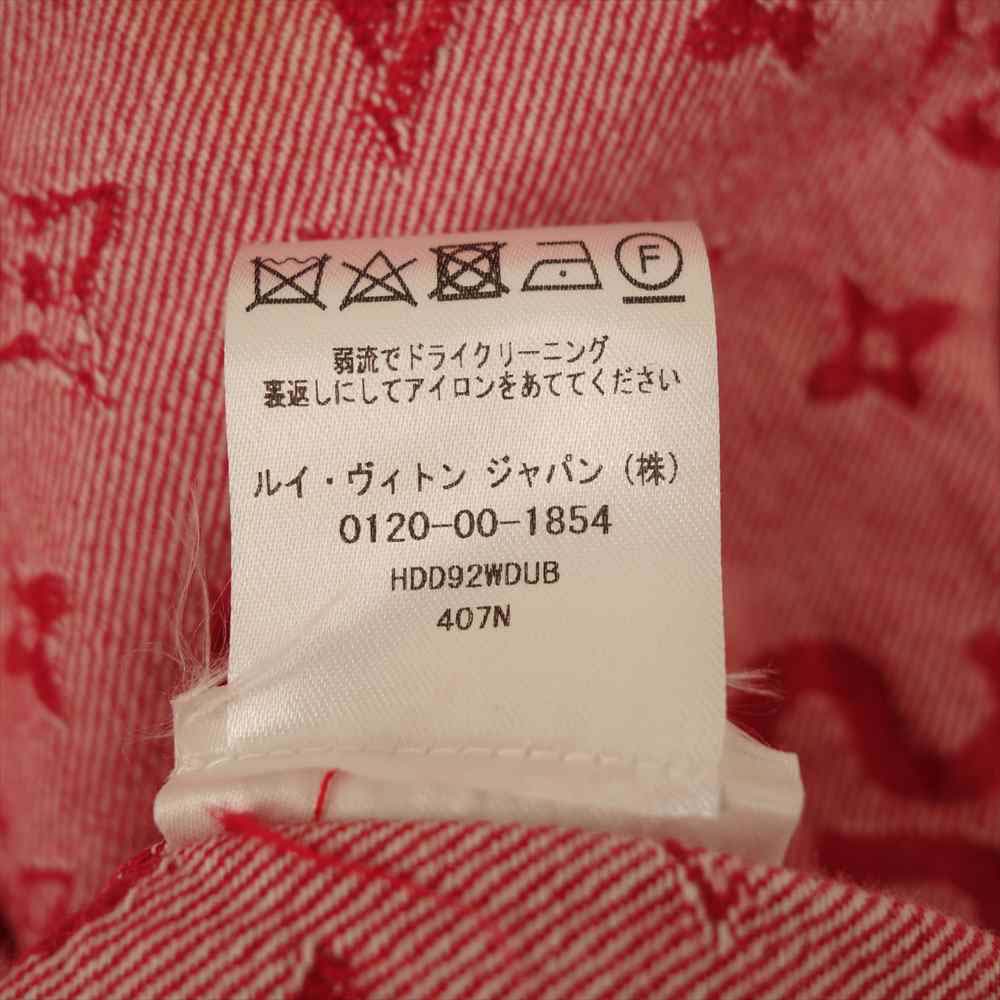 F
弱流でドライクリーニング
裏返しにしてアイロンをあててください
ルイ・ヴィトン ジャパン (株)
0120-00-1854
HDD92WDUB
407N